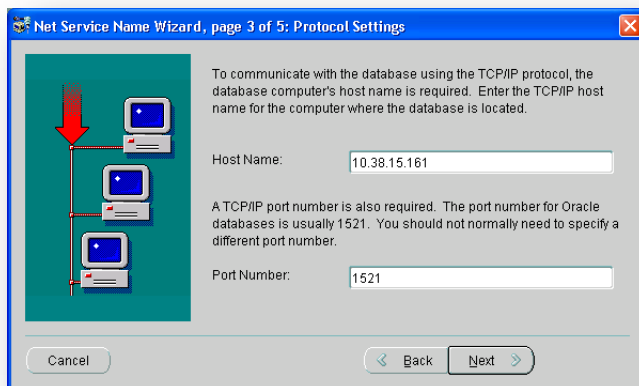 Net Service Name Wizard, page 3 of 5: Protocol Settings
To communicate with the database using the TCP/IP protocol, the
database computer's host name is required. Enter the TCP/IP host
name for the computer where the database is located.
Host Name:
10.38.15.161
A TCP/IP port number is also required. The port number for Oracle
databases is usually 1521. You should not normally need to specify a
different port number.
Port Number:
1521
Cancel
Back
Next